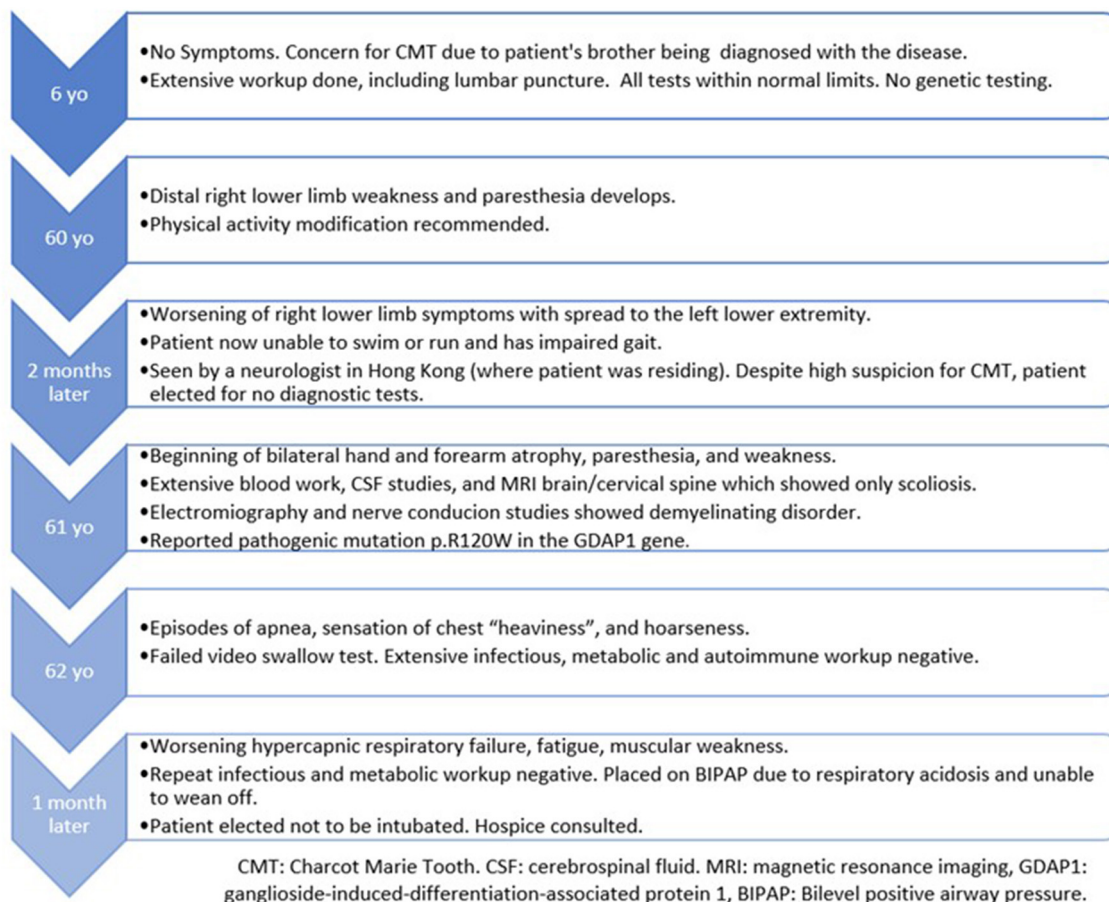 6 yo
•No Symptoms. Concern for CMT due to patient's brother being diagnosed with the disease.
•Extensive workup done, including lumbar puncture. All tests within normal limits. No genetic testing.
60 yo
•Distal right lower limb weakness and paresthesia develops.
•Physical activity modification recommended.
2 months
later
•Worsening of right lower limb symptoms with spread to the left lower extremity.
•Patient now unable to swim or run and has impaired gait.
•Seen by a neurologist in Hong Kong (where patient was residing). Despite high suspicion for CMT, patient
elected for no diagnostic tests.
61 yo
•Beginning of bilateral hand and forearm atrophy, paresthesia, and weakness.
•Extensive blood work, CSF studies, and MRI brain/cervical spine which showed only scoliosis.
•Electromiography and nerve conducion studies showed demyelinating disorder.
•Reported pathogenic mutation p.R120W in the GDAP1 gene.
62 yo
•Episodes of apnea, sensation of chest “heaviness”, and hoarseness.
•Failed video swallow test. Extensive infectious, metabolic and autoimmune workup negative.
1 month
later
•Worsening hypercapnic respiratory failure, fatigue, muscular weakness.
•Repeat infectious and metabolic workup negative. Placed on BIPAP due to respiratory acidosis and unable
to wean off.
•Patient elected not to be intubated. Hospice consulted.
CMT: Charcot Marie Tooth. CSF: cerebrospinal fluid. MRI: magnetic resonance imaging, GDAP1:
ganglioside-induced-differentiation-associated protein 1, BIPAP: Bilevel positive airway pressure.